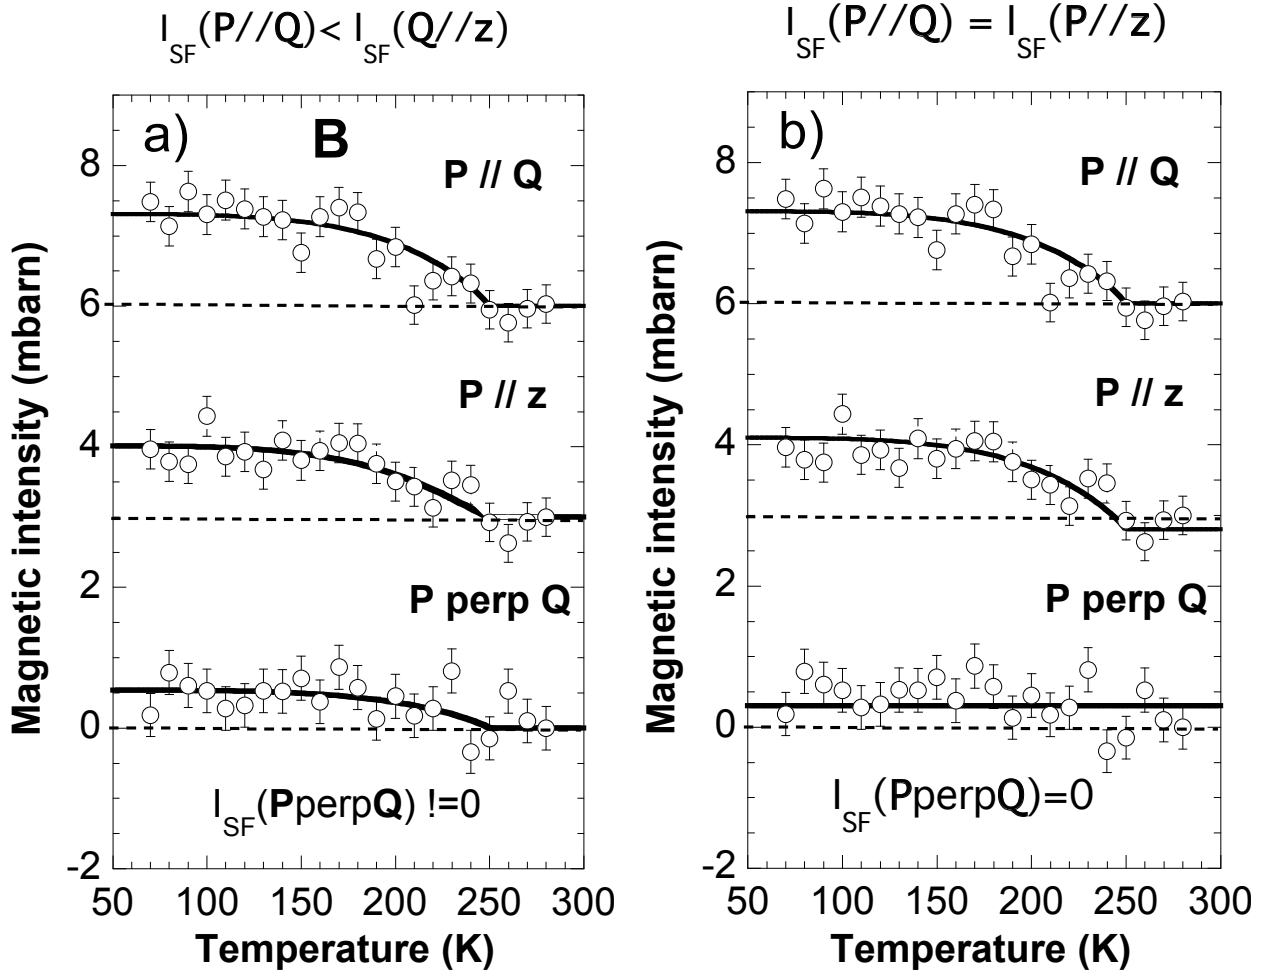 I_SF(P//Q)< I_SF(Q//z)
I_SF(P//Q) = I_SF(P//z)
a) B
P // Q
P // z
P perp Q
I_SF(PperpQ) !=0
8
6
4
2
0
-2
50 100 150 200 250 300
Temperature (K)
Magnetic intensity (mbarn)
b)
P // Q
P // z
P perp Q
I_SF(PperpQ)=0
8
6
4
2
0
-2
50 100 150 200 250 300
Temperature (K)
Magnetic intensity (mbarn)